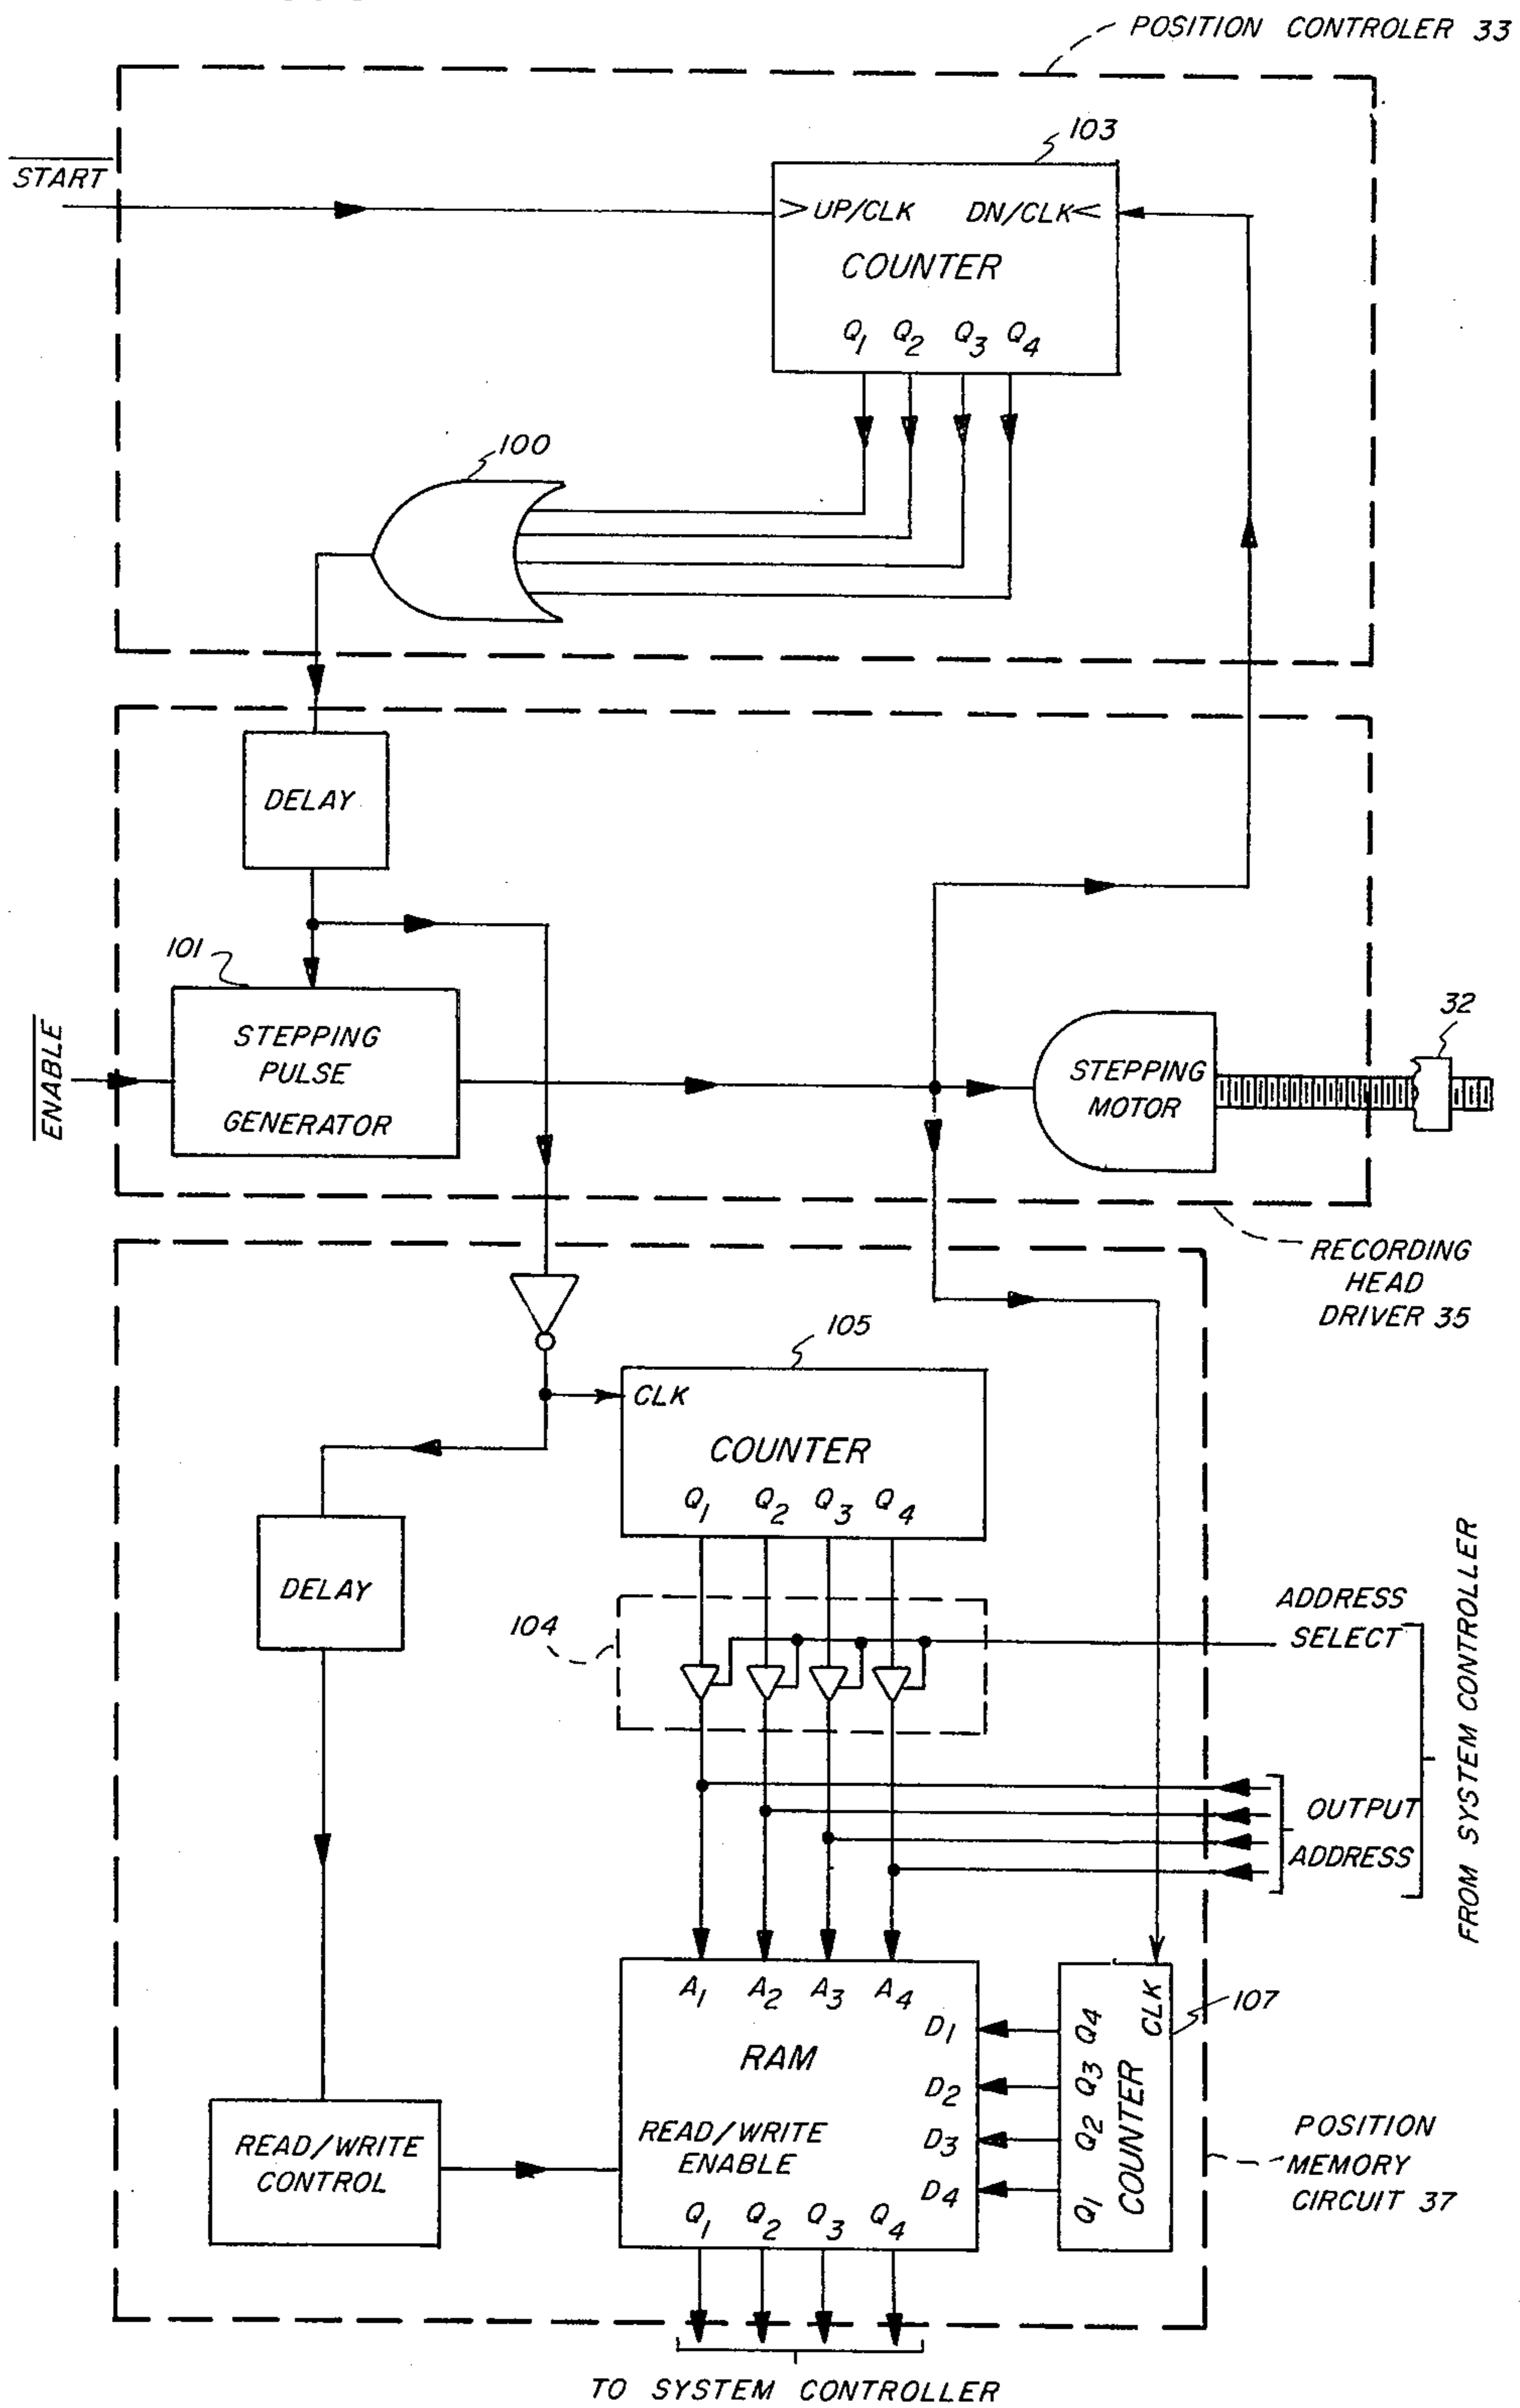 POSITION CONTROLER 33
START
103
>UP/CLK DN/CLK<
COUNTER
Q1 Q2 Q3 Q4
100
DELAY
101
STEPPING
PULSE
GENERATOR
ENABLE
STEPPING
MOTOR
32
RECORDING
HEAD
DRIVER 35
105
CLK
COUNTER
Q1 Q2 Q3 Q4
DELAY
104
ADDRESS
SELECT
OUTPUT
ADDRESS
FROM SYSTEM CONTROLLER
A1 A2 A3 A4
RAM
READ/WRITE
ENABLE
D1
D2
D3
D4
Q1 Q2 Q3 Q4
CLK
Q1 Q2 Q3 Q4
COUNTER
107
READ/WRITE
CONTROL
POSITION
MEMORY
CIRCUIT 37
TO SYSTEM CONTROLLER